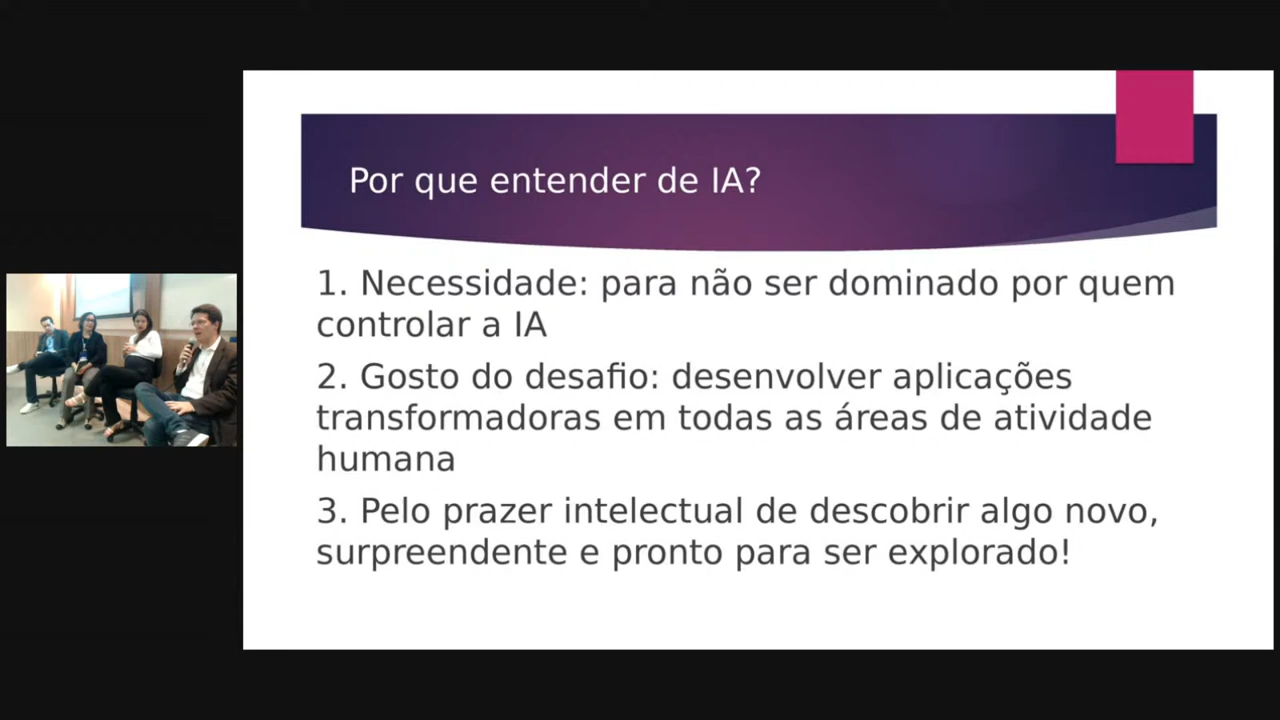 Por que entender de IA?
1. Necessidade: para não ser dominado por quem
controlar a IA
2. Gosto do desafio: desenvolver aplicações
transformadoras em todas as áreas de atividade
humana
3. Pelo prazer intelectual de descobrir algo novo,
surpreendente e pronto para ser explorado!